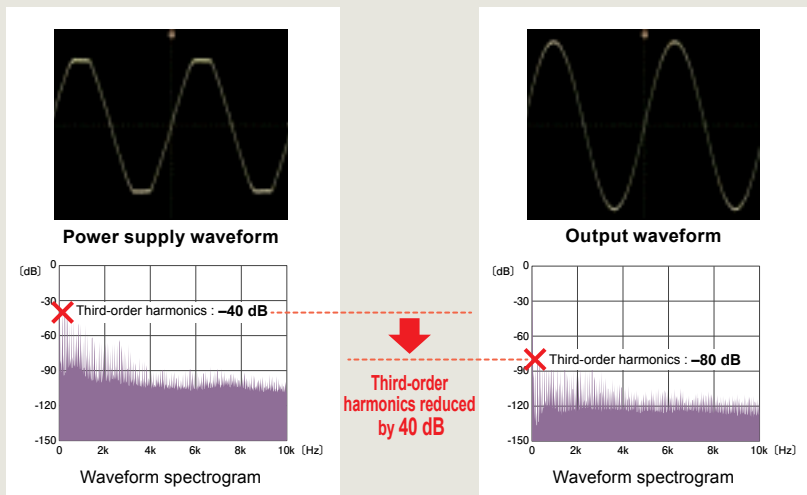 Power supply waveform
[dB]
0
-30
-60
-90
-120
-150
Third-order harmonics : –40 dB
0
2k
4k
6k
8k
10k [Hz]
Waveform spectrogram
Third-order
harmonics reduced
by 40 dB
Output waveform
[dB]
0
-30
-60
-90
-120
-150
Third-order harmonics : –80 dB
0
2k
4k
6k
8k
10k [Hz]
Waveform spectrogram